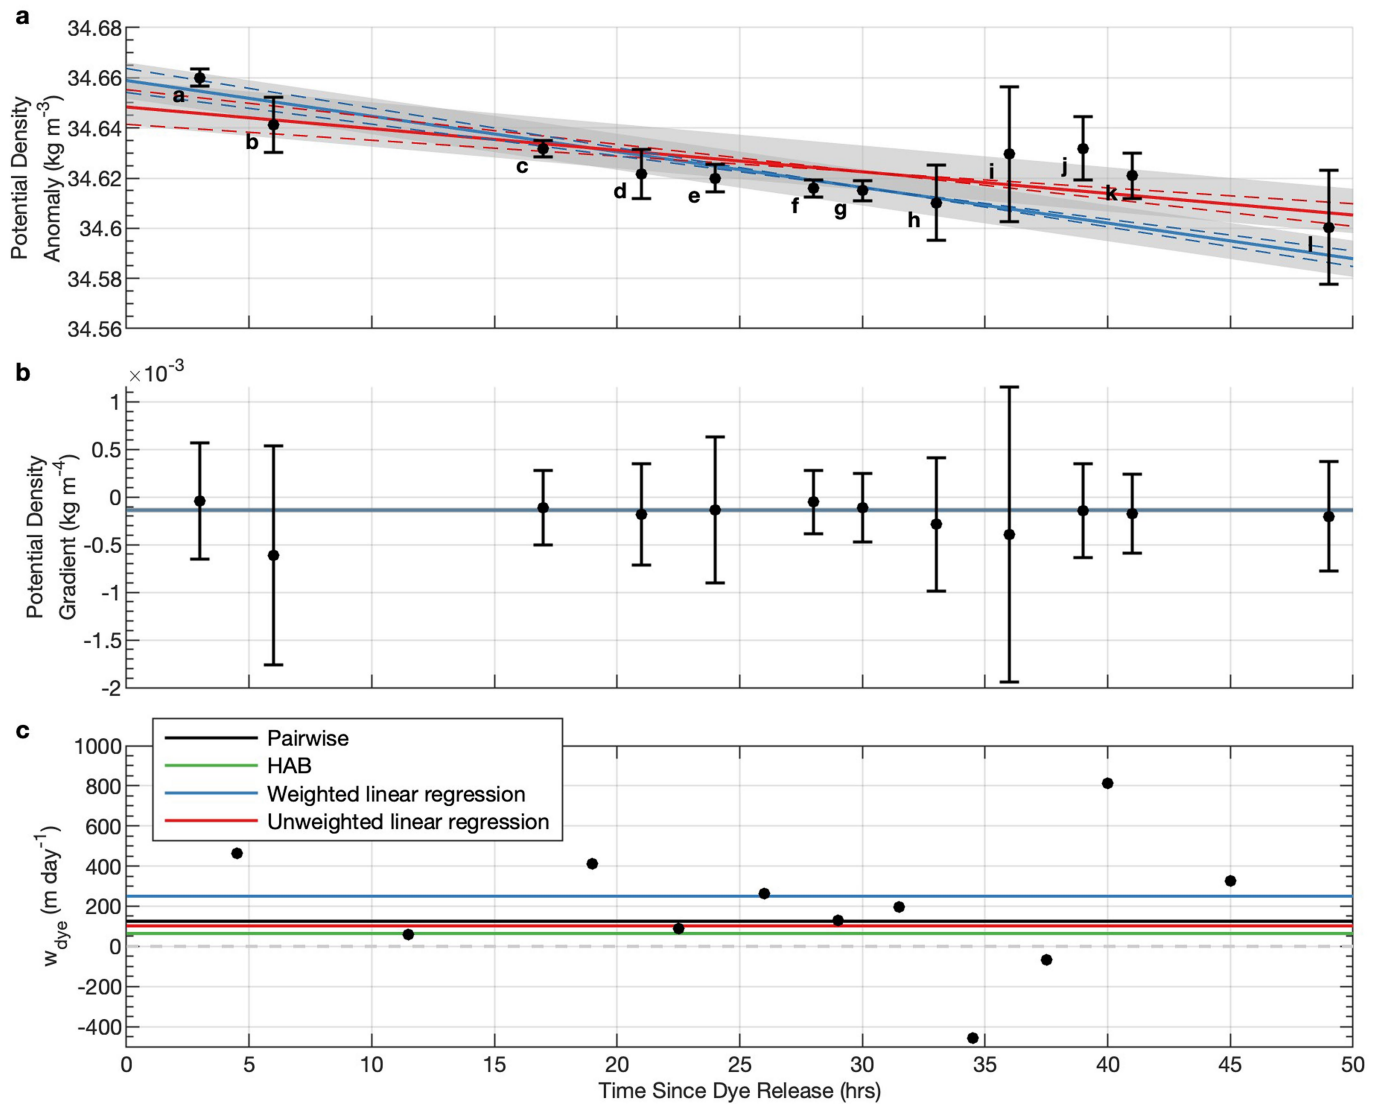 a
Potential Density
Anomaly (kg m⁻³)
34.68
34.66
34.64
34.62
34.6
34.58
34.56
a
b
c
d
e
f
g
h
i
j
k
l
b
×10⁻³
Potential Density
Gradient (kg m⁻⁴)
1
0.5
0
-0.5
-1
-1.5
-2
c
Pairwise
HAB
Weighted linear regression
Unweighted linear regression
w_dye (m day⁻¹)
1000
800
600
400
200
0
-200
-400
0 5 10 15 20 25 30 35 40 45 50
Time Since Dye Release (hrs)